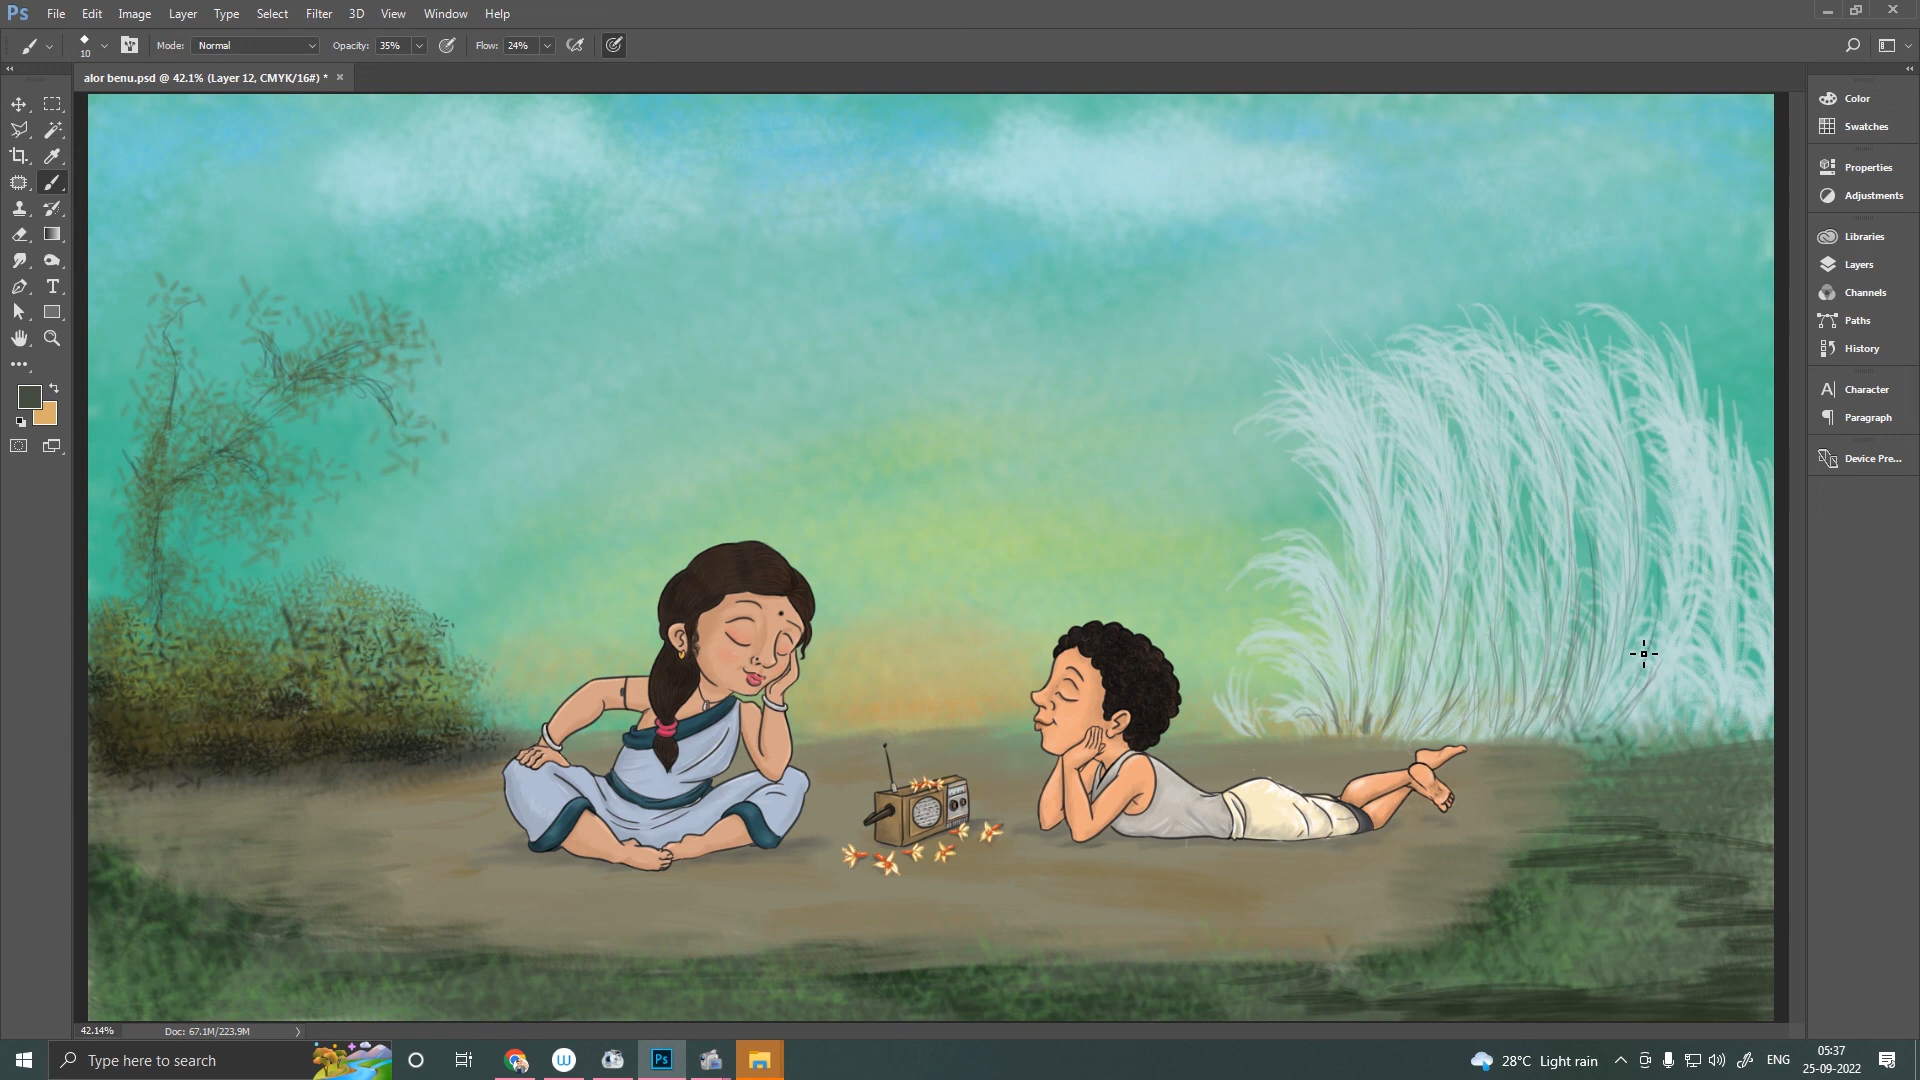 Ps File Edit Image Layer Type Select Filter 3D View Window Help
10 Mode: Normal Opacity: 35% Flow: 24%
alor benu.psd @ 42.1% (Layer 12, CMYK/16#) * ×
Color
Swatches
Properties
Adjustments
Libraries
Layers
Channels
Paths
History
Character
Paragraph
Device Pre...
42.14% Doc: 67.1M/223.9M
Type here to search
Ps
28°C Light rain
ENG
05:37
25-09-2022